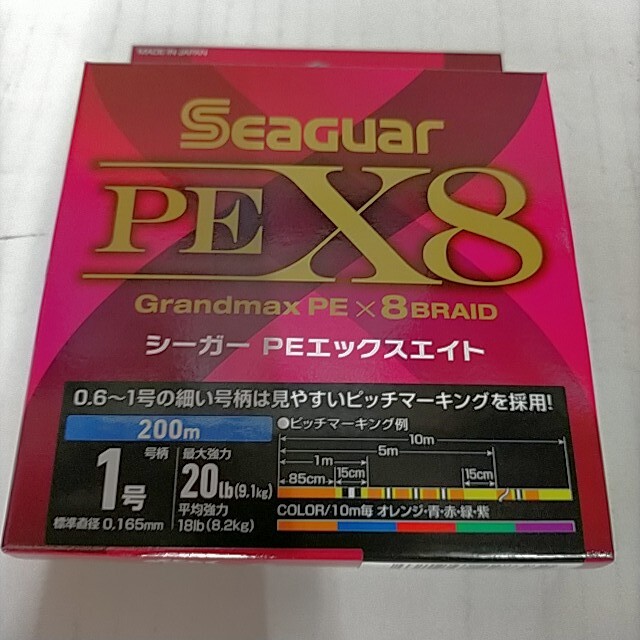 MADE IN JAPAN
SEAGUAR
PEX8
Grandmax PE×8BRAID
シーガー PEエックスエイト
0.6〜1号の細い号柄は見やすいピッチマーキングを採用!
200m
●ピッチマーキング例
10m
5m
1m
85cm
15cm
15cm
号柄
1号
標準直径 0.165mm
最大強力
20lb(9.1kg)
平均強力
18lb(8.2kg)
COLOR/10m毎 オレンジ・青・赤・緑・紫